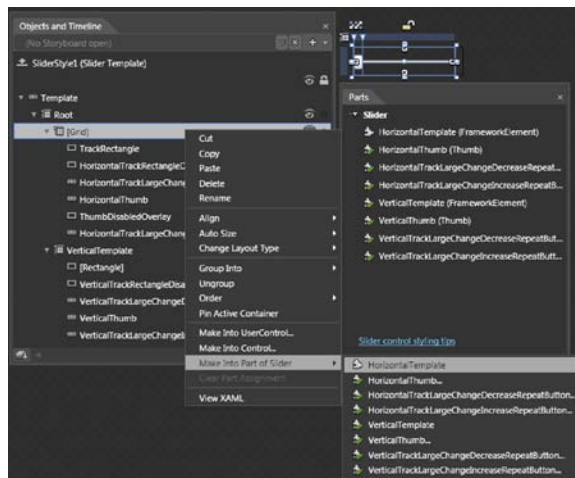 Objects and Timeline
(No Storyboard open)
SliderStyle1 (Slider Template)
Template
Root
[Grid]
TrackRectangle
HorizontalTrackRectangleD
HorizontalTrackLargeChang
HorizontalThumb
ThumbDisabledOverlay
HorizontalTrackLargeChang
VerticalTemplate
[Rectangle]
VerticalTrackRectangleDisa
VerticalTrackLargeChangeD
VerticalThumb
VerticalTrackLargeChangeI
Cut
Copy
Paste
Delete
Rename
Align
Auto Size
Change Layout Type
Group Into
Ungroup
Order
Pin Active Container
Make Into UserControl...
Make Into Control...
Make Into Part of Slider
Clear Part Assignment
View XAML
Parts
Slider
HorizontalTemplate (FrameworkElement)
HorizontalThumb (Thumb)
HorizontalTrackLargeChangeDecreaseRepeat...
HorizontalTrackLargeChangeIncreaseRepeatB...
VerticalTemplate (FrameworkElement)
VerticalThumb (Thumb)
VerticalTrackLargeChangeDecreaseRepeatBut...
VerticalTrackLargeChangeIncreaseRepeatButt...
Slider control styling tips
HorizontalTemplate
HorizontalThumb...
HorizontalTrackLargeChangeDecreaseRepeatButton...
HorizontalTrackLargeChangeIncreaseRepeatButton...
VerticalTemplate
VerticalThumb...
VerticalTrackLargeChangeDecreaseRepeatButton...
VerticalTrackLargeChangeIncreaseRepeatButton...